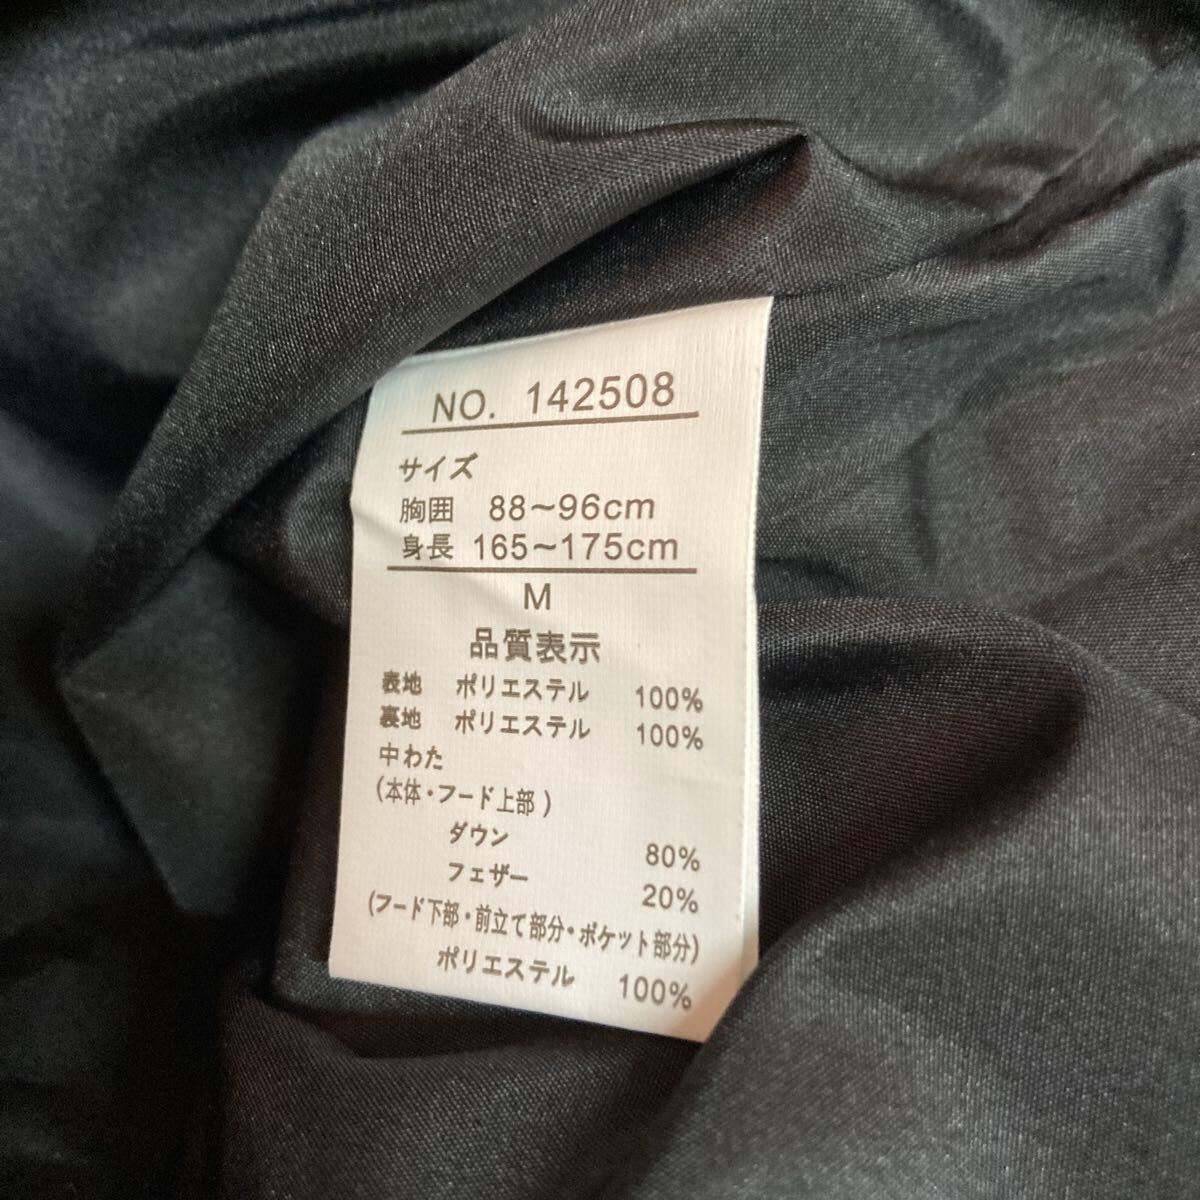 NO. 142508
サイズ
胸囲 88~96cm
身長 165~175cm
M
品質表示
表地 ポリエステル 100%
裏地 ポリエステル 100%
中わた
(本体・フード上部)
ダウン 80%
フェザー 20%
(フード下部・前立て部分・ポケット部分)
ポリエステル 100%